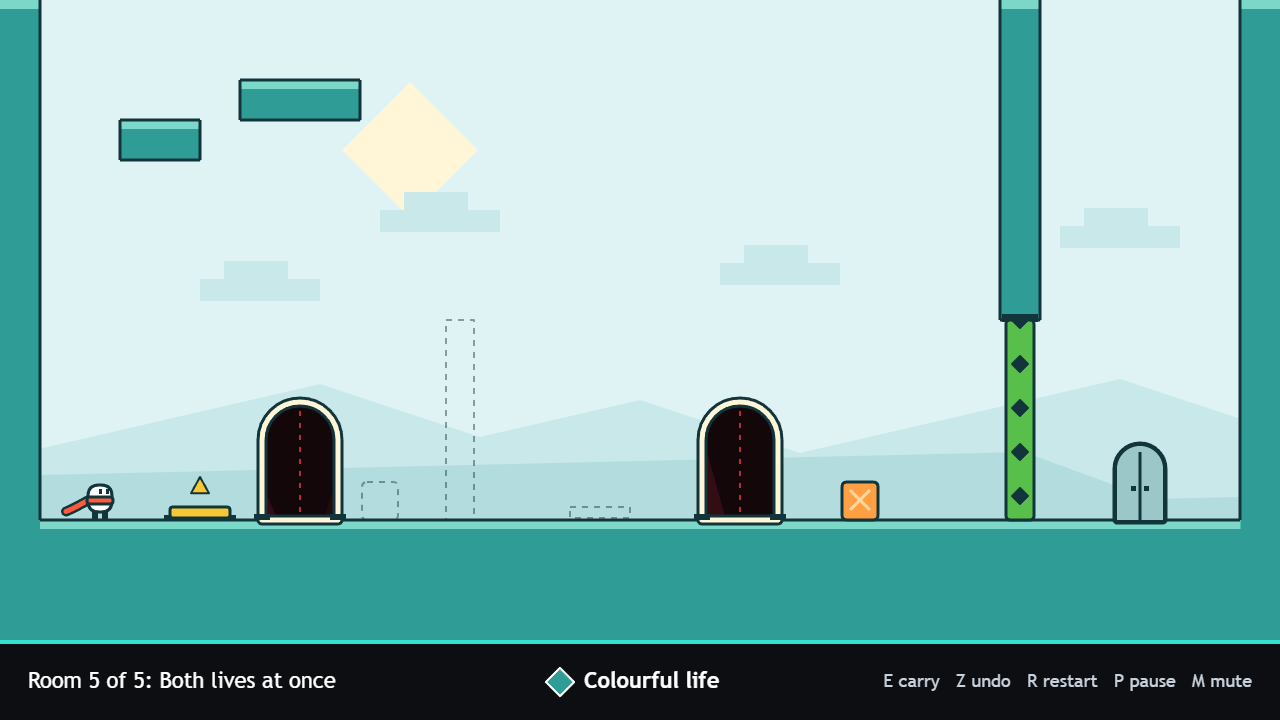 Room 5 of 5: Both lives at once
Colourful life
E carry Z undo R restart P pause M mute